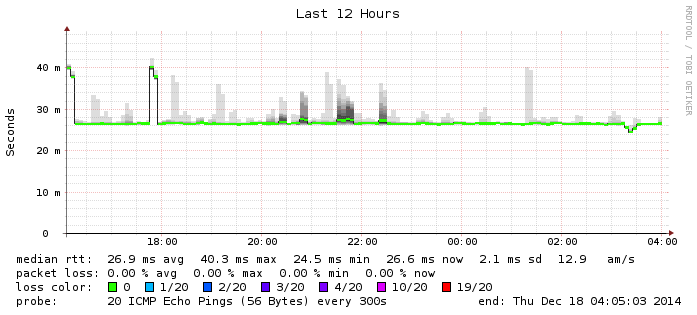 Last 12 Hours
RRDTOOL / TOBI OETIKER
Seconds
40 m
30 m
20 m
10 m
0
18:00 20:00 22:00 00:00 02:00 04:00
median rtt: 26.9 ms avg 40.3 ms max 24.5 ms min 26.6 ms now 2.1 ms sd 12.9 am/s
packet loss: 0.00 % avg 0.00 % max 0.00 % min 0.00 % now
loss color: 0 1/20 2/20 3/20 4/20 10/20 19/20
probe: 20 ICMP Echo Pings (56 Bytes) every 300s end: Thu Dec 18 04:05:03 2014